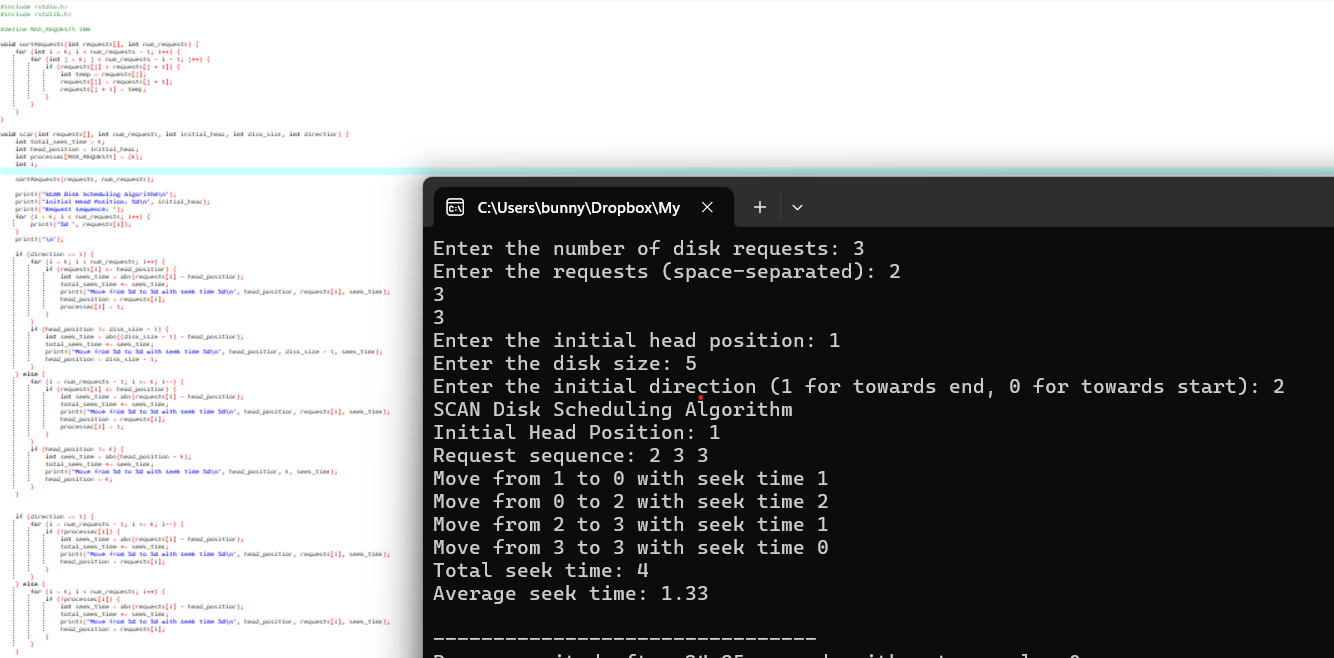 #include <stdio.h>
#include <stdlib.h>
#define MAX_REQUESTS 100
void sortRequests(int requests[], int num_requests) {
for (int i = 0; i < num_requests - 1; i++) {
for (int j = 0; j < num_requests - i - 1; j++) {
if (requests[j] > requests[j + 1]) {
int temp = requests[j];
requests[j] = requests[j + 1];
requests[j + 1] = temp;
}
}
}
}
void scan(int requests[], int num_requests, int initial_head, int disk_size, int direction) {
int total_seek_time = 0;
int head_position = initial_head;
int processed[MAX_REQUESTS] = {0};
int i;
sortRequests(requests, num_requests);
printf("SCAN Disk Scheduling Algorithm\n");
printf("Initial Head Position: %d\n", initial_head);
printf("Request sequence: ");
for (i = 0; i < num_requests; i++) {
printf("%d ", requests[i]);
}
printf("\n");
if (direction == 1) {
for (i = 0; i < num_requests; i++) {
if (requests[i] >= head_position) {
int seek_time = abs(requests[i] - head_position);
total_seek_time += seek_time;
printf("Move from %d to %d with seek time %d\n", head_position, requests[i], seek_time);
head_position = requests[i];
processed[i] = 1;
}
}
if (head_position != disk_size - 1) {
int seek_time = abs((disk_size - 1) - head_position);
total_seek_time += seek_time;
printf("Move from %d to %d with seek time %d\n", head_position, disk_size - 1, seek_time);
head_position = disk_size - 1;
}
} else {
for (i = num_requests - 1; i >= 0; i--) {
if (requests[i] <= head_position) {
int seek_time = abs(requests[i] - head_position);
total_seek_time += seek_time;
printf("Move from %d to %d with seek time %d\n", head_position, requests[i], seek_time);
head_position = requests[i];
processed[i] = 1;
}
}
if (head_position != 0) {
int seek_time = abs(head_position - 0);
total_seek_time += seek_time;
printf("Move from %d to %d with seek time %d\n", head_position, 0, seek_time);
head_position = 0;
}
}
if (direction == 1) {
for (i = num_requests - 1; i >= 0; i--) {
if (!processed[i]) {
int seek_time = abs(requests[i] - head_position);
total_seek_time += seek_time;
printf("Move from %d to %d with seek time %d\n", head_position, requests[i], seek_time);
head_position = requests[i];
}
}
} else {
for (i = 0; i < num_requests; i++) {
if (!processed[i]) {
int seek_time = abs(requests[i] - head_position);
total_seek_time += seek_time;
printf("Move from %d to %d with seek time %d\n", head_position, requests[i], seek_time);
head_position = requests[i];
}
}
}
C:\Users\bunny\Dropbox\My
Enter the number of disk requests: 3
Enter the requests (space-separated): 2
3
3
Enter the initial head position: 1
Enter the disk size: 5
Enter the initial direction (1 for towards end, 0 for towards start): 2
SCAN Disk Scheduling Algorithm
Initial Head Position: 1
Request sequence: 2 3 3
Move from 1 to 0 with seek time 1
Move from 0 to 2 with seek time 2
Move from 2 to 3 with seek time 1
Move from 3 to 3 with seek time 0
Total seek time: 4
Average seek time: 1.33
--------------------------------